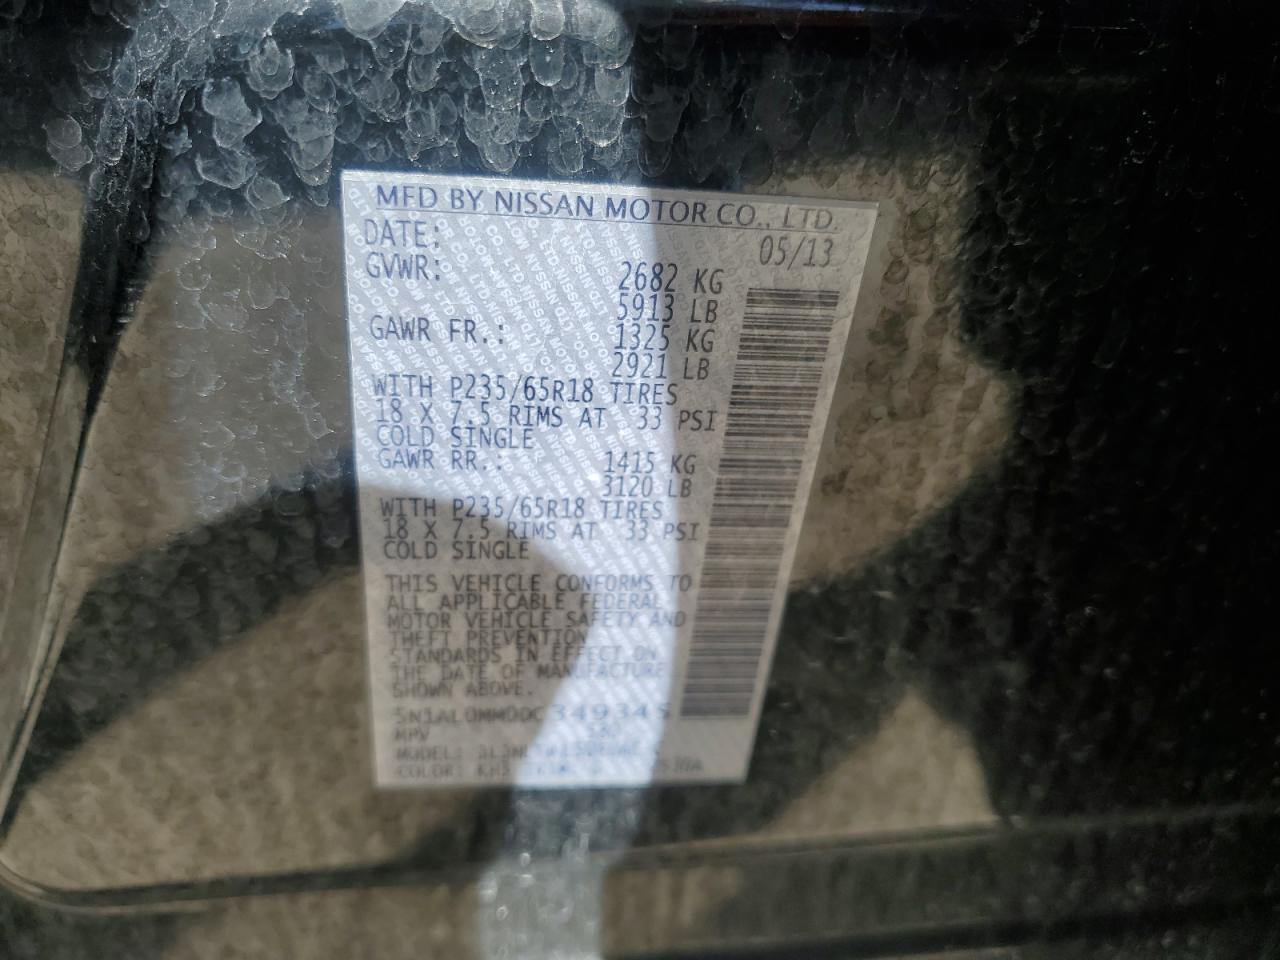 MFD BY NISSAN MOTOR CO., LTD.
DATE: 05/13
GVWR: 2682 KG
5913 LB
GAWR FR.: 1325 KG
2921 LB
WITH P235/65R18 TIRES
18 X 7.5 RIMS AT 33 PSI
COLD SINGLE
GAWR RR.: 1415 KG
3120 LB
WITH P235/65R18 TIRES
18 X 7.5 RIMS AT 33 PSI
COLD SINGLE
THIS VEHICLE CONFORMS TO
ALL APPLICABLE FEDERAL
MOTOR VEHICLE SAFETY AND
THEFT PREVENTION
STANDARDS IN EFFECT ON
THE DATE OF MANUFACTURE
SHOWN ABOVE.
5N1AL0MM0DC349345
MPV
MODEL:
COLOR: KH3